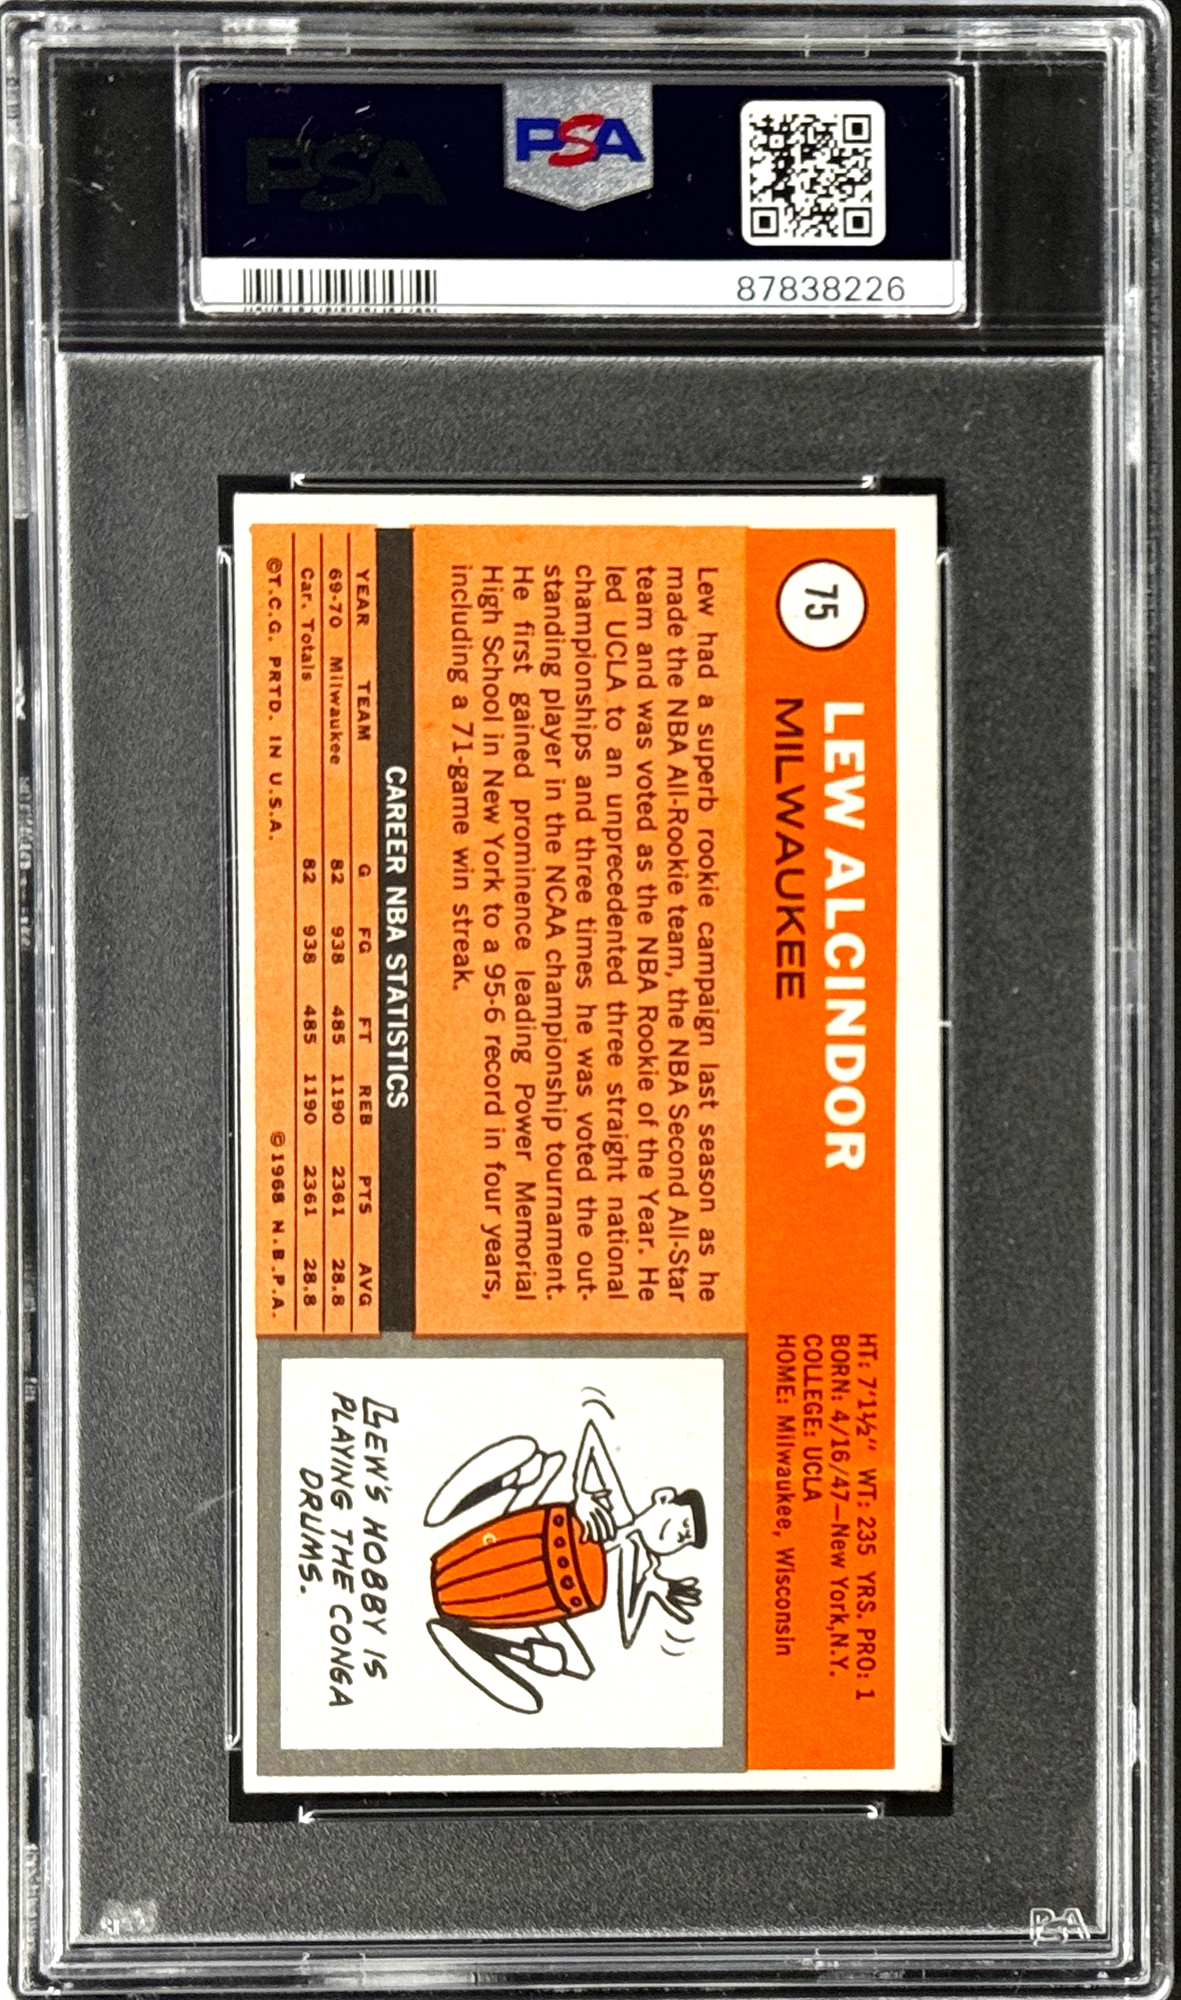 PSA
PSA
87838226
75
LEW ALCINDOR
MILWAUKEE
HT: 7'1½" WT: 235 YRS. PRO: 1
BORN: 4/16/47—New York,N.Y.
COLLEGE: UCLA
HOME: Milwaukee, Wisconsin
Lew had a superb rookie campaign last season as he
made the NBA All-Rookie team, the NBA Second All-Star
team and was voted as the NBA Rookie of the Year. He
led UCLA to an unprecedented three straight national
championships and three times he was voted the out-
standing player in the NCAA championship tournament.
He first gained prominence leading Power Memorial
High School in New York to a 95-6 record in four years,
including a 71-game win streak.
CAREER NBA STATISTICS
YEAR TEAM G FG FT REB PTS AVG
69-70 Milwaukee 82 938 485 1190 2361 28.8
Car. Totals 82 938 485 1190 2361 28.8
©T.C.G. PRTD. IN U.S.A. ©1968 N.B.P.A.
LEW'S HOBBY IS
PLAYING THE CONGA
DRUMS.